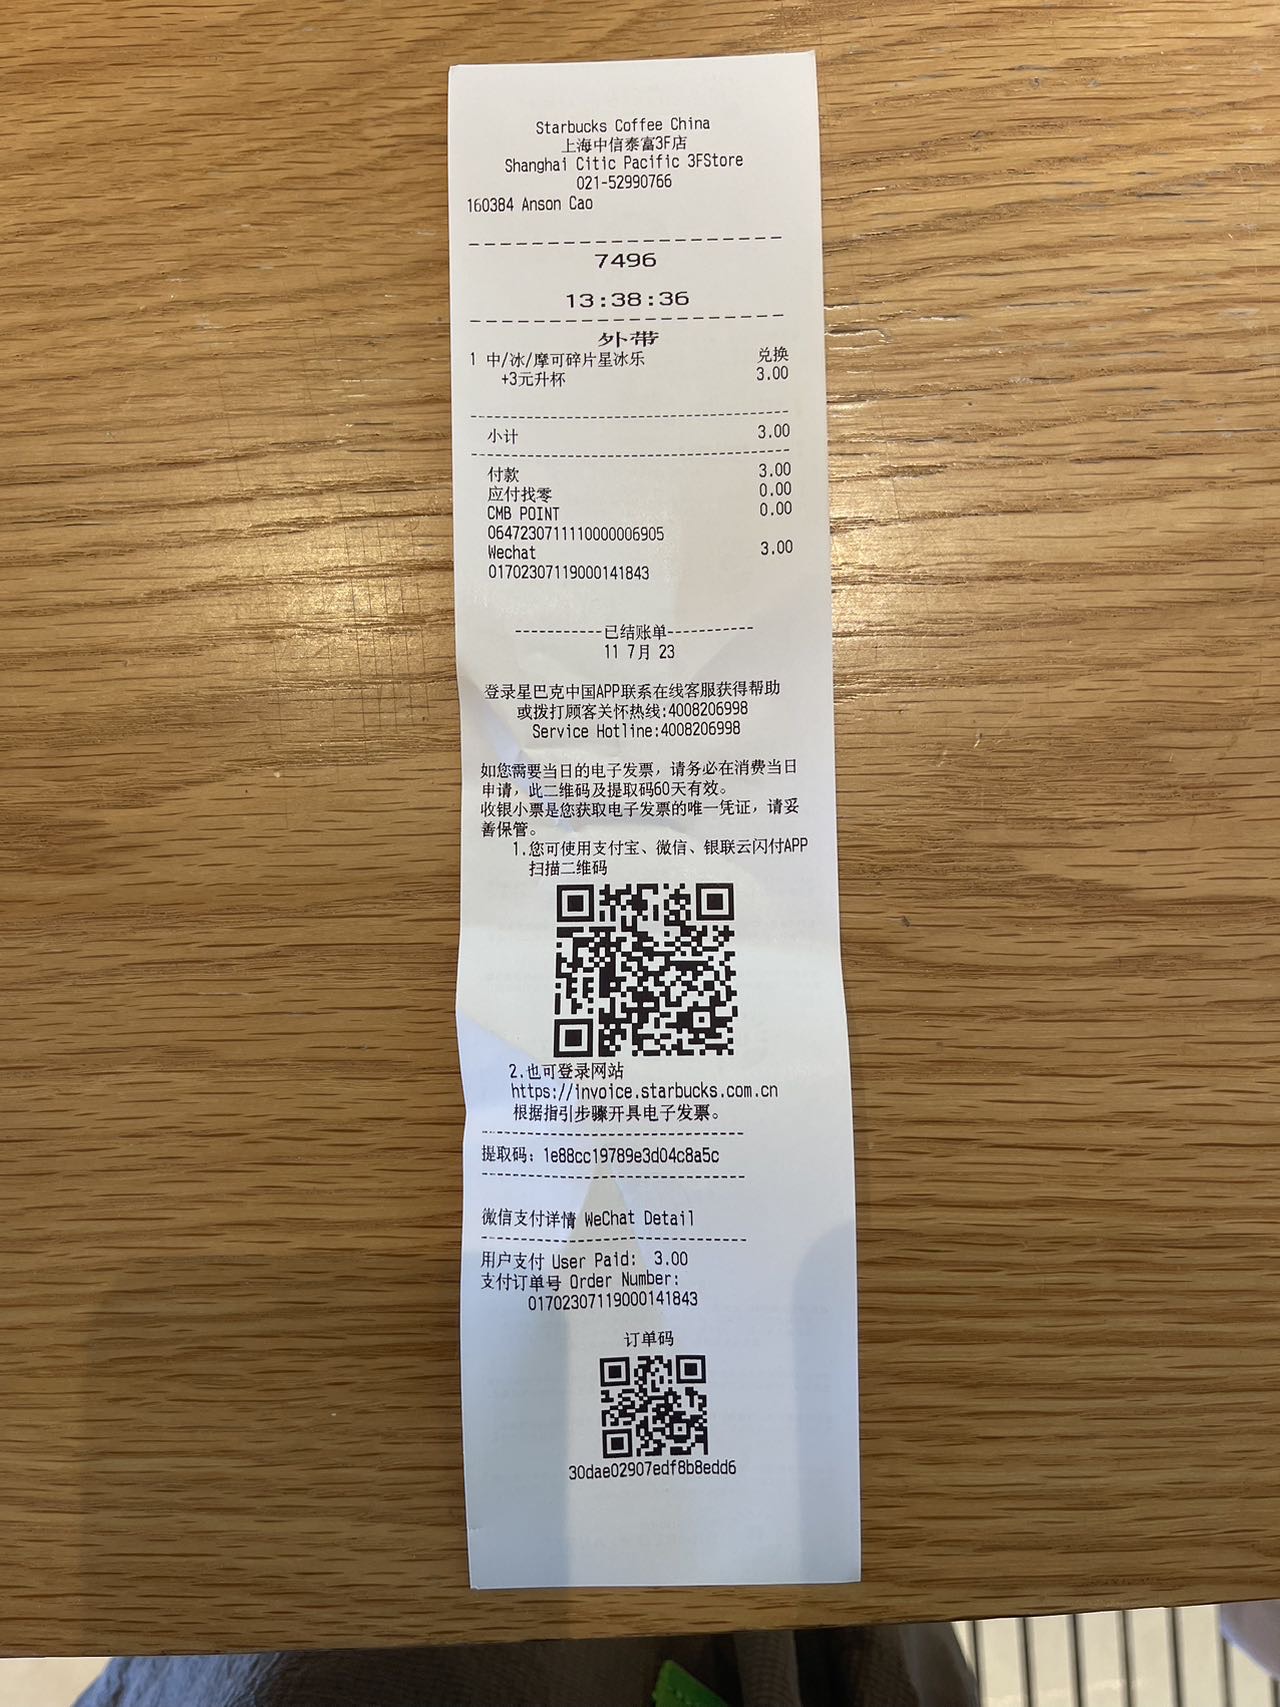 Starbucks Coffee China
上海中信泰富3F店
Shanghai Citic Pacific 3FStore
021-52990766
160384 Anson Cao
7496
13:38:36
外带
1 中/冰/摩可碎片星冰乐 兑换
+3元升杯 3.00
小计 3.00
付款 3.00
应付找零 0.00
CMB POINT 0.00
0647230711110000006905
Wechat 3.00
01702307119000141843
-----------已结账单-----------
11 7月 23
登录星巴克中国APP联系在线客服获得帮助
或拨打顾客关怀热线:4008206998
Service Hotline:4008206998
如您需要当日的电子发票，请务必在消费当日
申请，此二维码及提取码60天有效。
收银小票是您获取电子发票的唯一凭证，请妥
善保管。
1.您可使用支付宝、微信、银联云闪付APP
扫描二维码
2.也可登录网站
https://invoice.starbucks.com.cn
根据指引步骤开具电子发票。
提取码: 1e88cc19789e3d04c8a5c
微信支付详情 WeChat Detail
用户支付 User Paid: 3.00
支付订单号 Order Number:
01702307119000141843
订单码
30dae02907edf8b8edd6